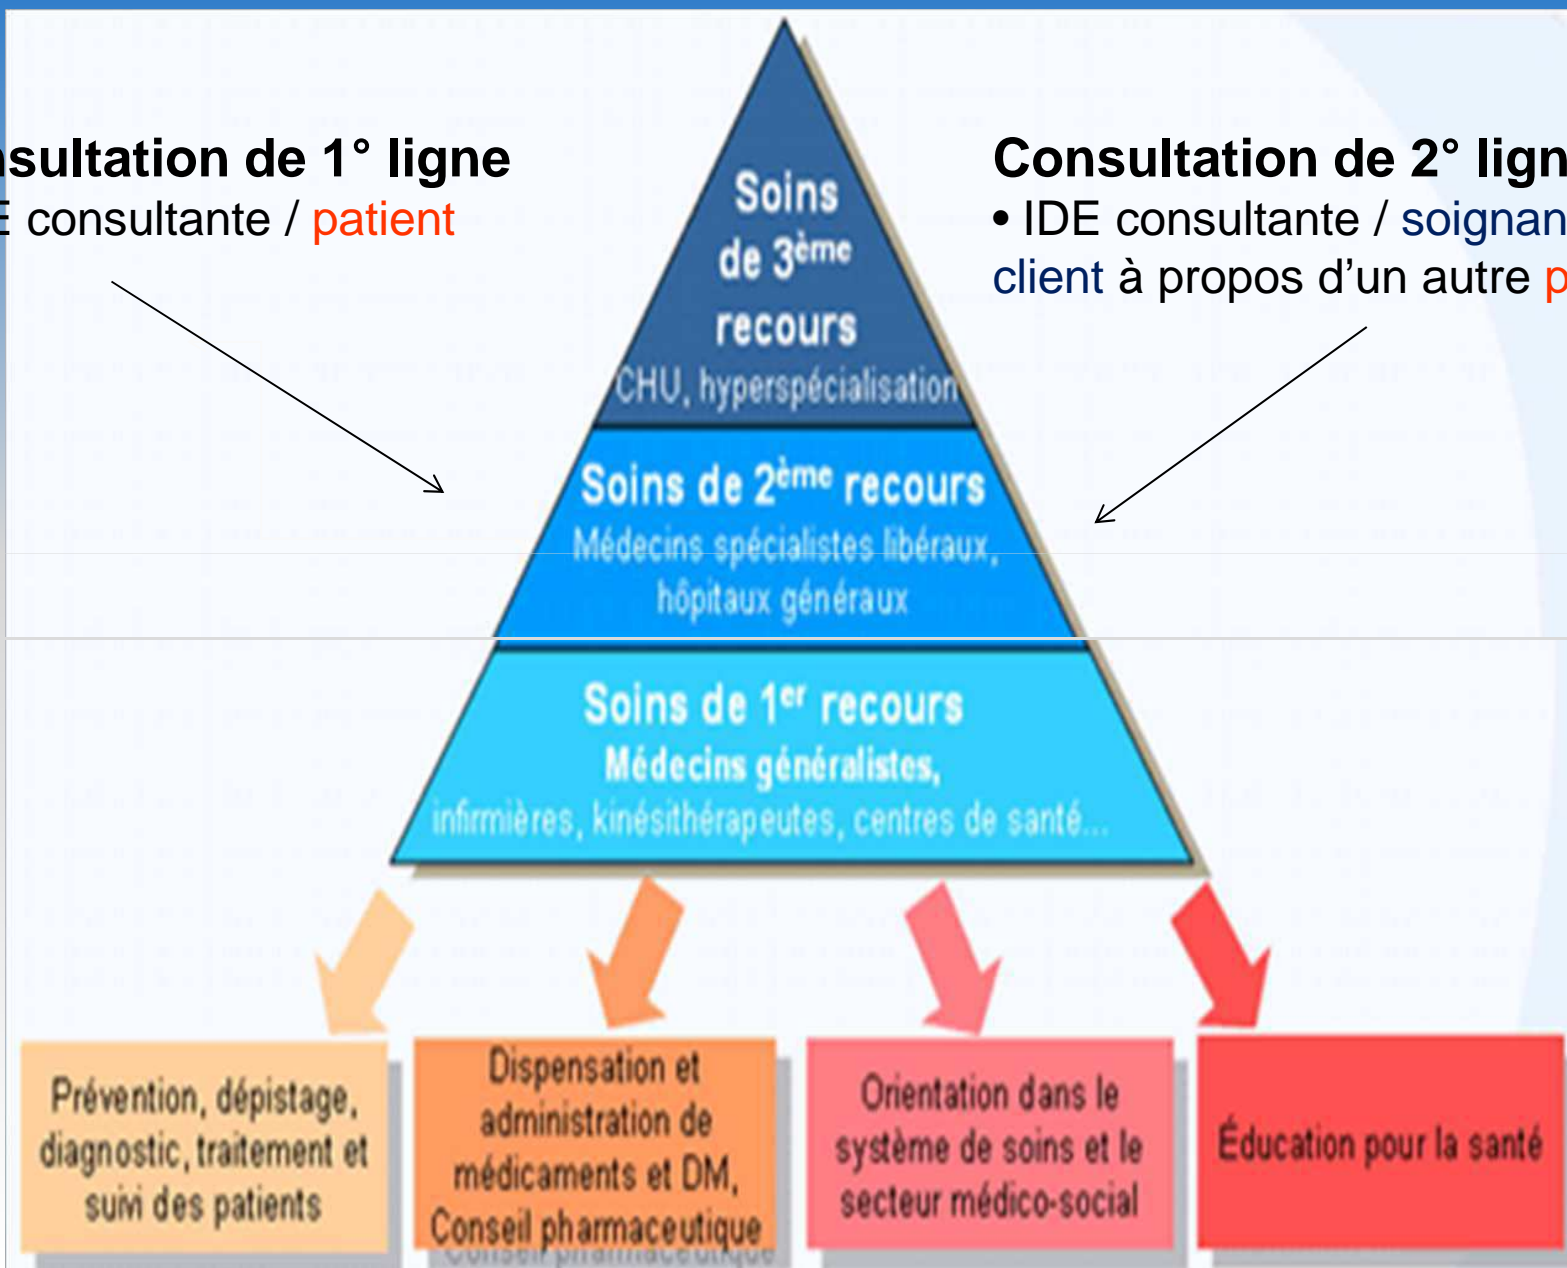 nsultation de 1° ligne
E consultante / patient
Consultation de 2° lign
• IDE consultante / soignan
client à propos d'un autre p
Soins
de 3ème
recours
CHU, hyperspécialisation
Soins de 2ème recours
Médecins spécialistes libéraux,
hôpitaux généraux
Soins de 1er recours
Médecins généralistes,
infirmières, kinésithérapeutes, centres de santé...
Prévention, dépistage,
diagnostic, traitement et
suivi des patients
Dispensation et
administration de
médicaments et DM,
Conseil pharmaceutique
Orientation dans le
système de soins et le
secteur médico-social
Éducation pour la santé